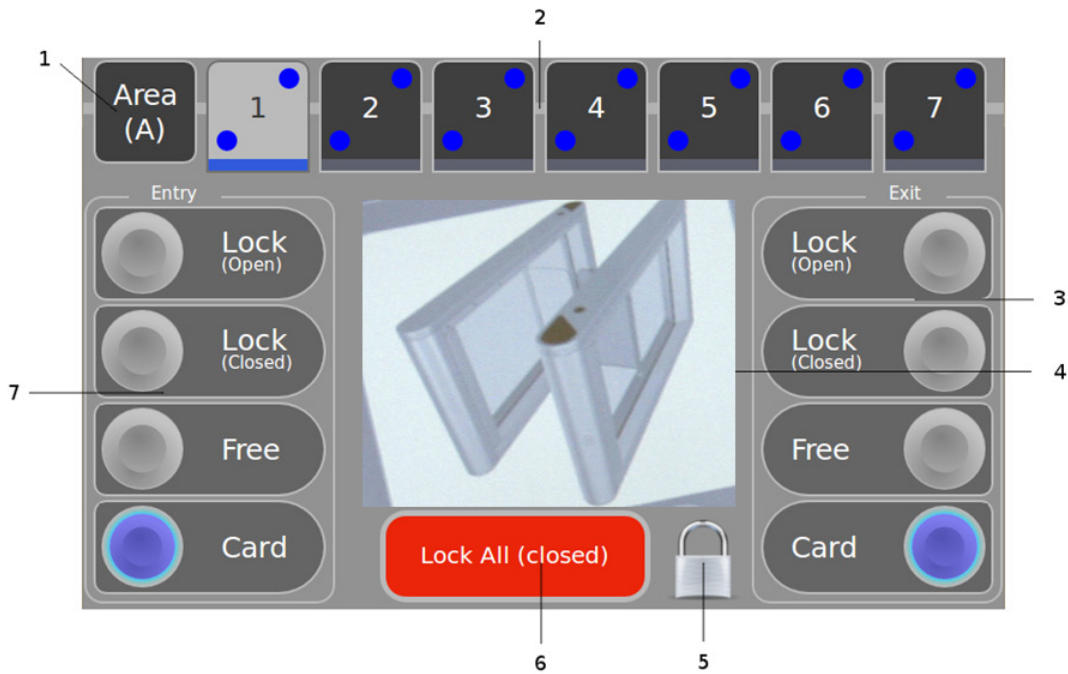 2
1
Area
(A)
1
2
3
4
5
6
7
Entry
Exit
Lock
(Open)
Lock
(Closed)
Free
Card
Lock
(Open)
Lock
(Closed)
Free
Card
3
4
7
Lock All (closed)
6
5